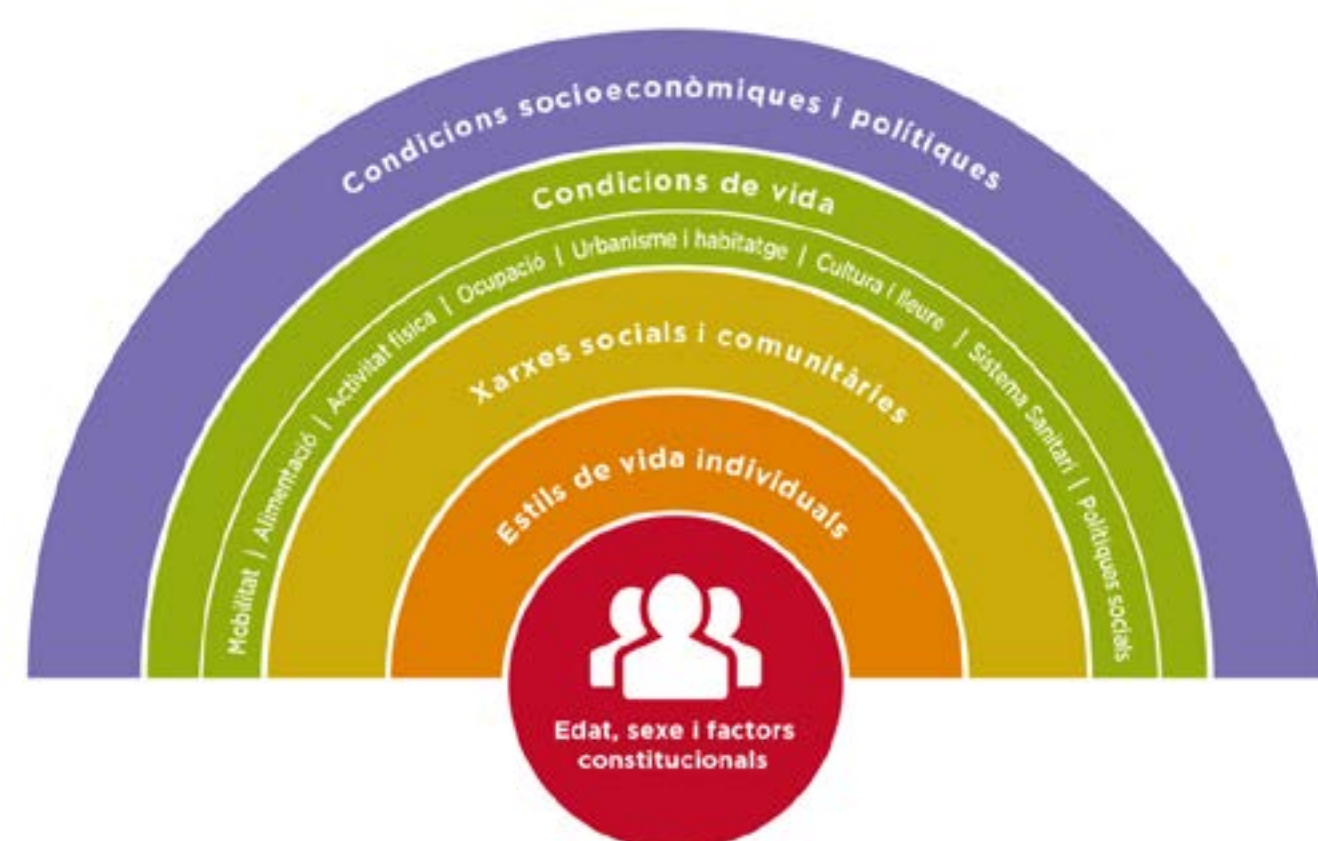 Condicions socioeconòmiques i polítiques
Condicions de vida
Mobilitat | Alimentació | Activitat física | Ocupació | Urbanisme i habitatge | Cultura i lleure | Sistema Sanitari | Polítiques socials
Xarxes socials i comunitàries
Estils de vida individuals
Edat, sexe i factors
constitucionals